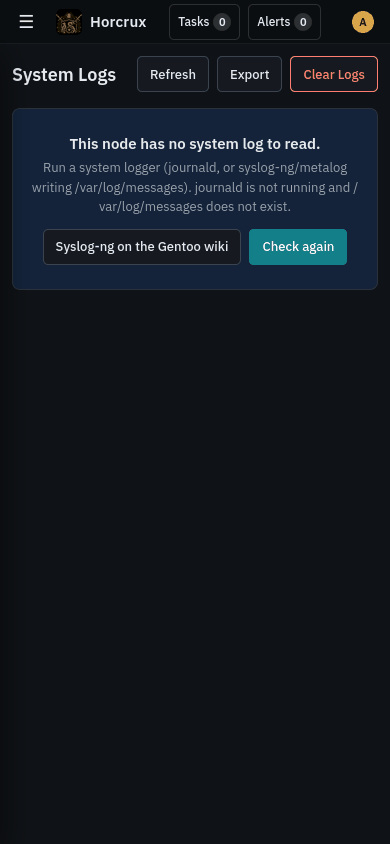 ☰ Horcrux Tasks 0 Alerts 0 A
System Logs Refresh Export Clear Logs
This node has no system log to read.
Run a system logger (journald, or syslog-ng/metalog
writing /var/log/messages). journald is not running and /
var/log/messages does not exist.
Syslog-ng on the Gentoo wiki Check again